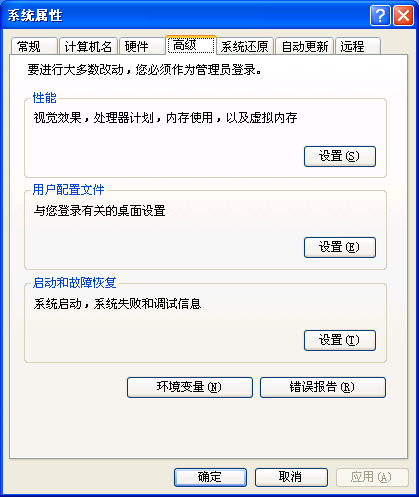 系统属性
常规 计算机名 硬件 高级 系统还原 自动更新 远程
要进行大多数改动，您必须作为管理员登录。
性能
视觉效果，处理器计划，内存使用，以及虚拟内存
设置(S)
用户配置文件
与您登录有关的桌面设置
设置(E)
启动和故障恢复
系统启动，系统失败和调试信息
设置(T)
环境变量(N) 错误报告(R)
确定 取消 应用(A)